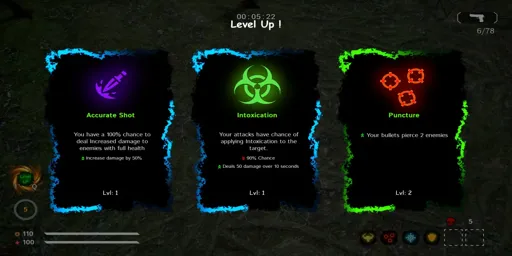 00:05:22
Level Up !
6/78
Accurate Shot
You have a 100% chance to
deal Increased damage to
enemies with full health
Increase damage by 50%
Lvl: 1
Intoxication
Your attacks have chance of
applying Intoxication to the
target.
90% Chance
Deals 50 damage over 10 seconds
Lvl: 1
Puncture
Your bullets pierce 2 enemies
Lvl: 2
5
110
100
5